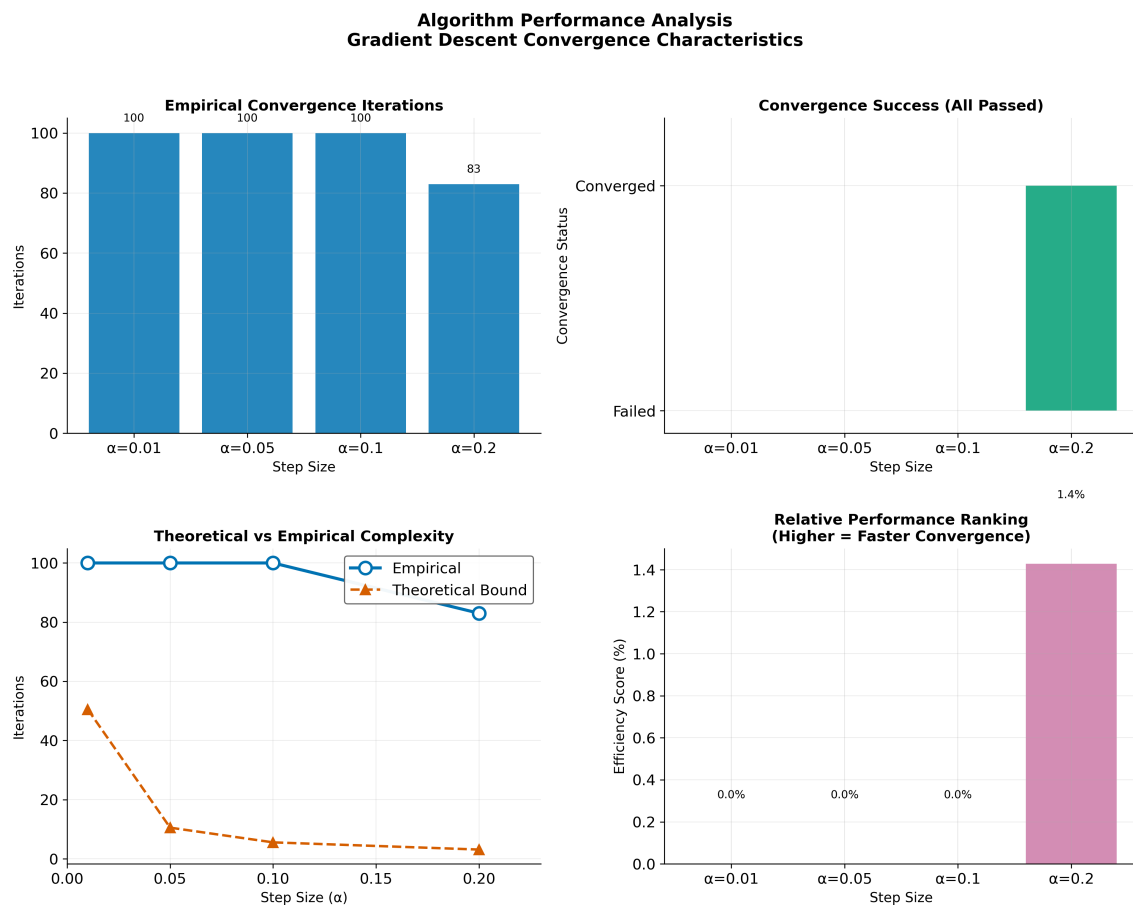 Algorithm Performance Analysis
Gradient Descent Convergence Characteristics
Empirical Convergence Iterations
100
100
100
83
100
80
60
40
20
0
Iterations
α=0.01
α=0.05
α=0.1
α=0.2
Step Size
Convergence Success (All Passed)
Converged
Failed
Convergence Status
α=0.01
α=0.05
α=0.1
α=0.2
Step Size
Theoretical vs Empirical Complexity
Empirical
Theoretical Bound
100
80
60
40
20
0
Iterations
0.00
0.05
0.10
0.15
0.20
Step Size (α)
1.4%
Relative Performance Ranking
(Higher = Faster Convergence)
1.4
1.2
1.0
0.8
0.6
0.4
0.2
0.0
Efficiency Score (%)
0.0%
0.0%
0.0%
α=0.01
α=0.05
α=0.1
α=0.2
Step Size